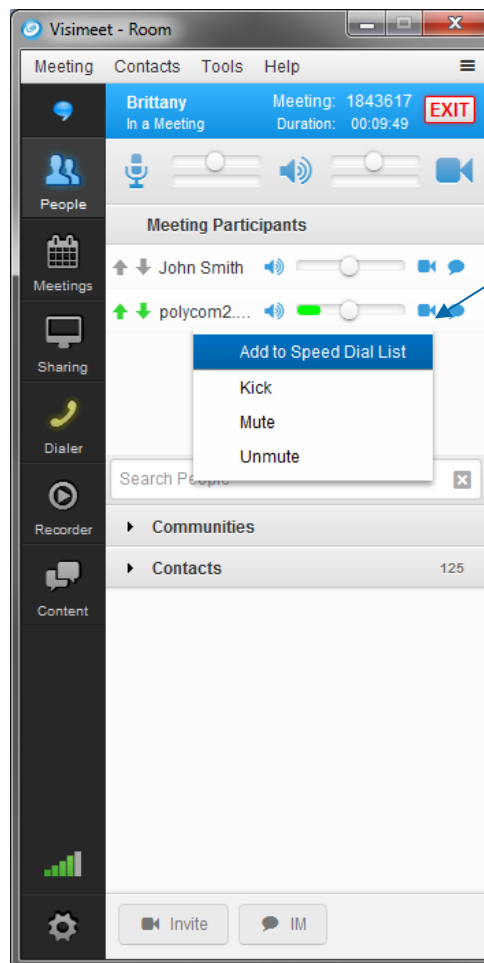 Visimeet - Room
Meeting Contacts Tools Help
Brittany Meeting: 1843617
In a Meeting Duration: 00:09:49
EXIT
People
Meeting Participants
John Smith
Meetings
polycom2....
Add to Speed Dial List
Sharing
Kick
Mute
Dialer
Unmute
Search People
Recorder
Communities
Contacts 125
Content
Invite IM